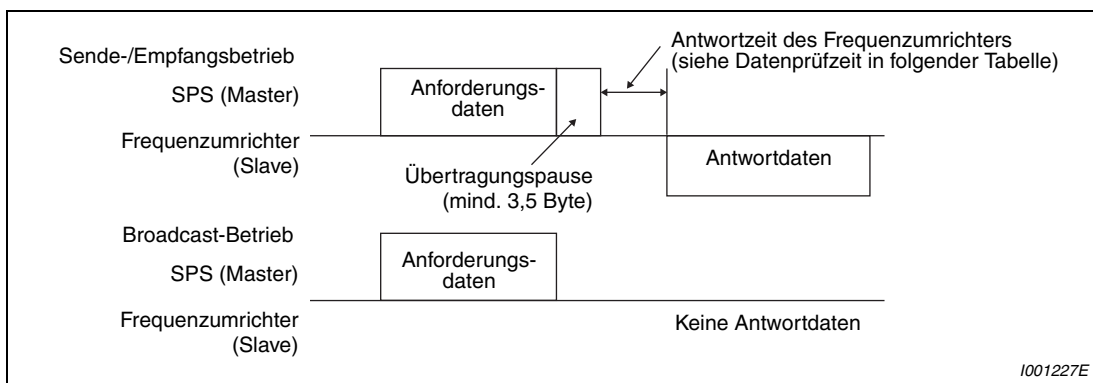 Sende-/Empfangsbetrieb
SPS (Master)
Frequenzumrichter
(Slave)
Anforderungs-
daten
Antwortzeit des Frequenzumrichters
(siehe Datenprüfzeit in folgender Tabelle)
Übertragungspause
(mind. 3,5 Byte)
Antwortdaten
Broadcast-Betrieb
SPS (Master)
Frequenzumrichter
(Slave)
Anforderungs-
daten
Keine Antwortdaten
I001227E